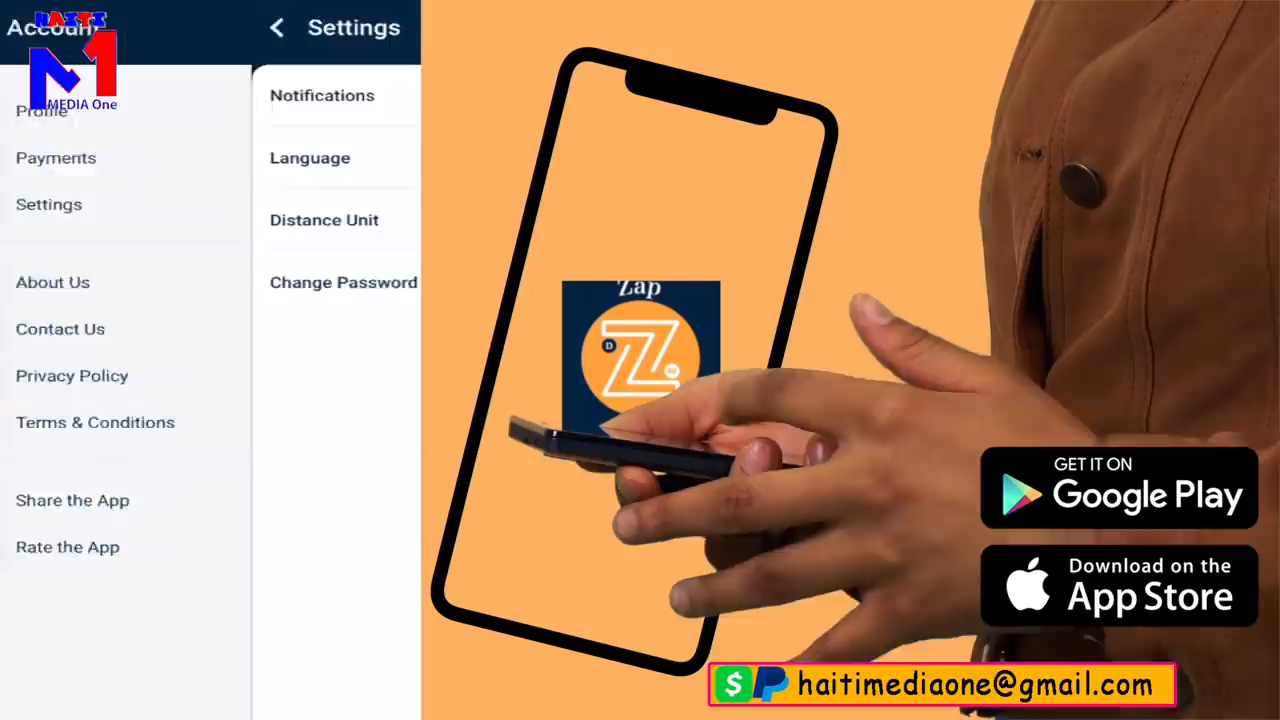 Account
HAITI
MEDIA One
Profile
Payments
Settings
About Us
Contact Us
Privacy Policy
Terms & Conditions
Share the App
Rate the App
Settings
Notifications
Language
Distance Unit
Change Password
Zap
Z
D
GET IT ON
Google Play
Download on the
App Store
$ haitimediaone@gmail.com